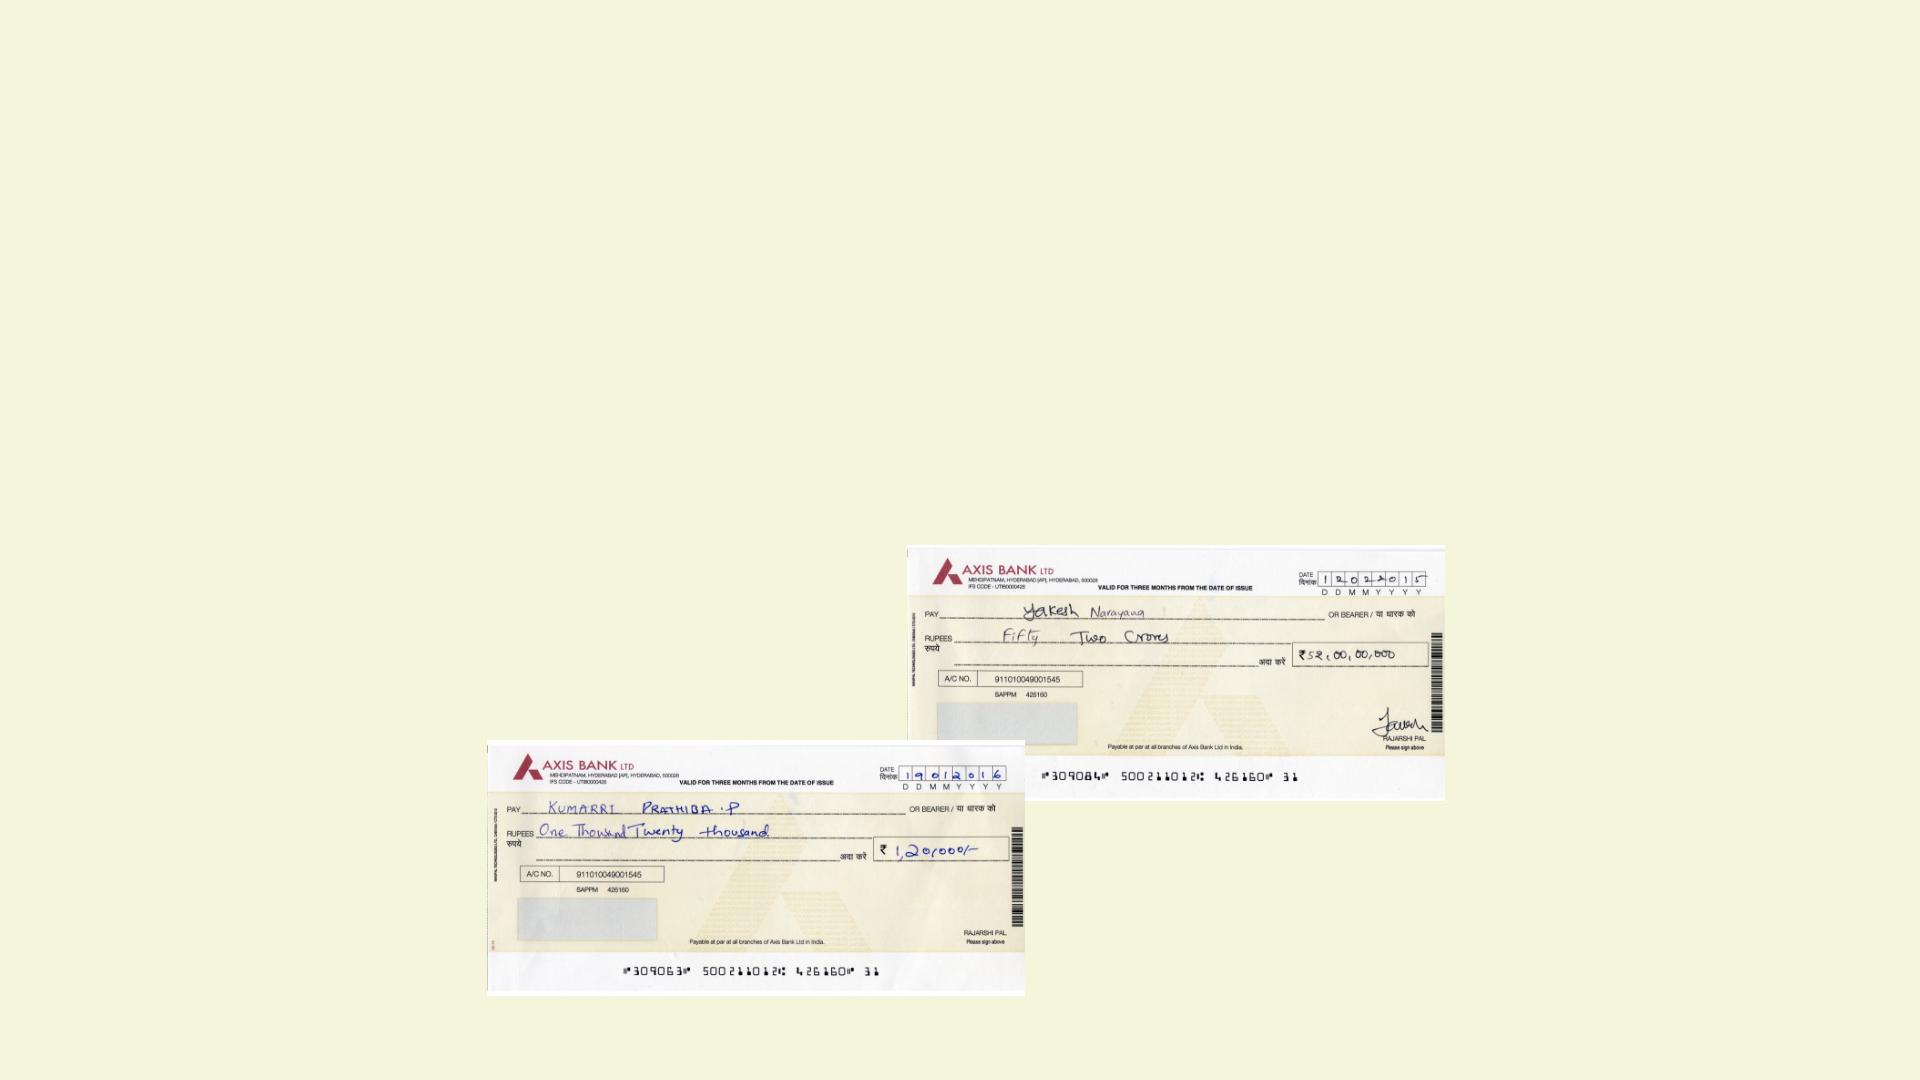 AXIS BANK LTD
MEHDIPATNAM, HYDERABAD [AP], HYDERABAD, 500028
IFS CODE - UTIB0000426
VALID FOR THREE MONTHS FROM THE DATE OF ISSUE
DATE
दिनांक 1 2 0 2 2 0 1 5
D D M M Y Y Y Y
PAY Yakesh Narayana OR BEARER / या धारक को
RUPEES Fifty Two Crores
रुपये
अदा करें ₹ 52,00,00,000
A/C NO. 911010049001545
SAPPM 426160
RAJARSHI PAL
Please sign above
Payable at par at all branches of Axis Bank Ltd in India.
"309084" 500211012: 426160" 31
AXIS BANK LTD
MEHDIPATNAM, HYDERABAD [AP], HYDERABAD, 500028
IFS CODE - UTIB0000426
VALID FOR THREE MONTHS FROM THE DATE OF ISSUE
DATE
दिनांक 1 9 0 1 2 0 1 6
D D M M Y Y Y Y
PAY KUMARRI PRATHIBA.P OR BEARER / या धारक को
RUPEES One Thousand Twenty thousand
रुपये
अदा करें ₹ 1,20,000/-
A/C NO. 911010049001545
SAPPM 426160
RAJARSHI PAL
Please sign above
Payable at par at all branches of Axis Bank Ltd in India.
"309063" 500211012: 426160" 31